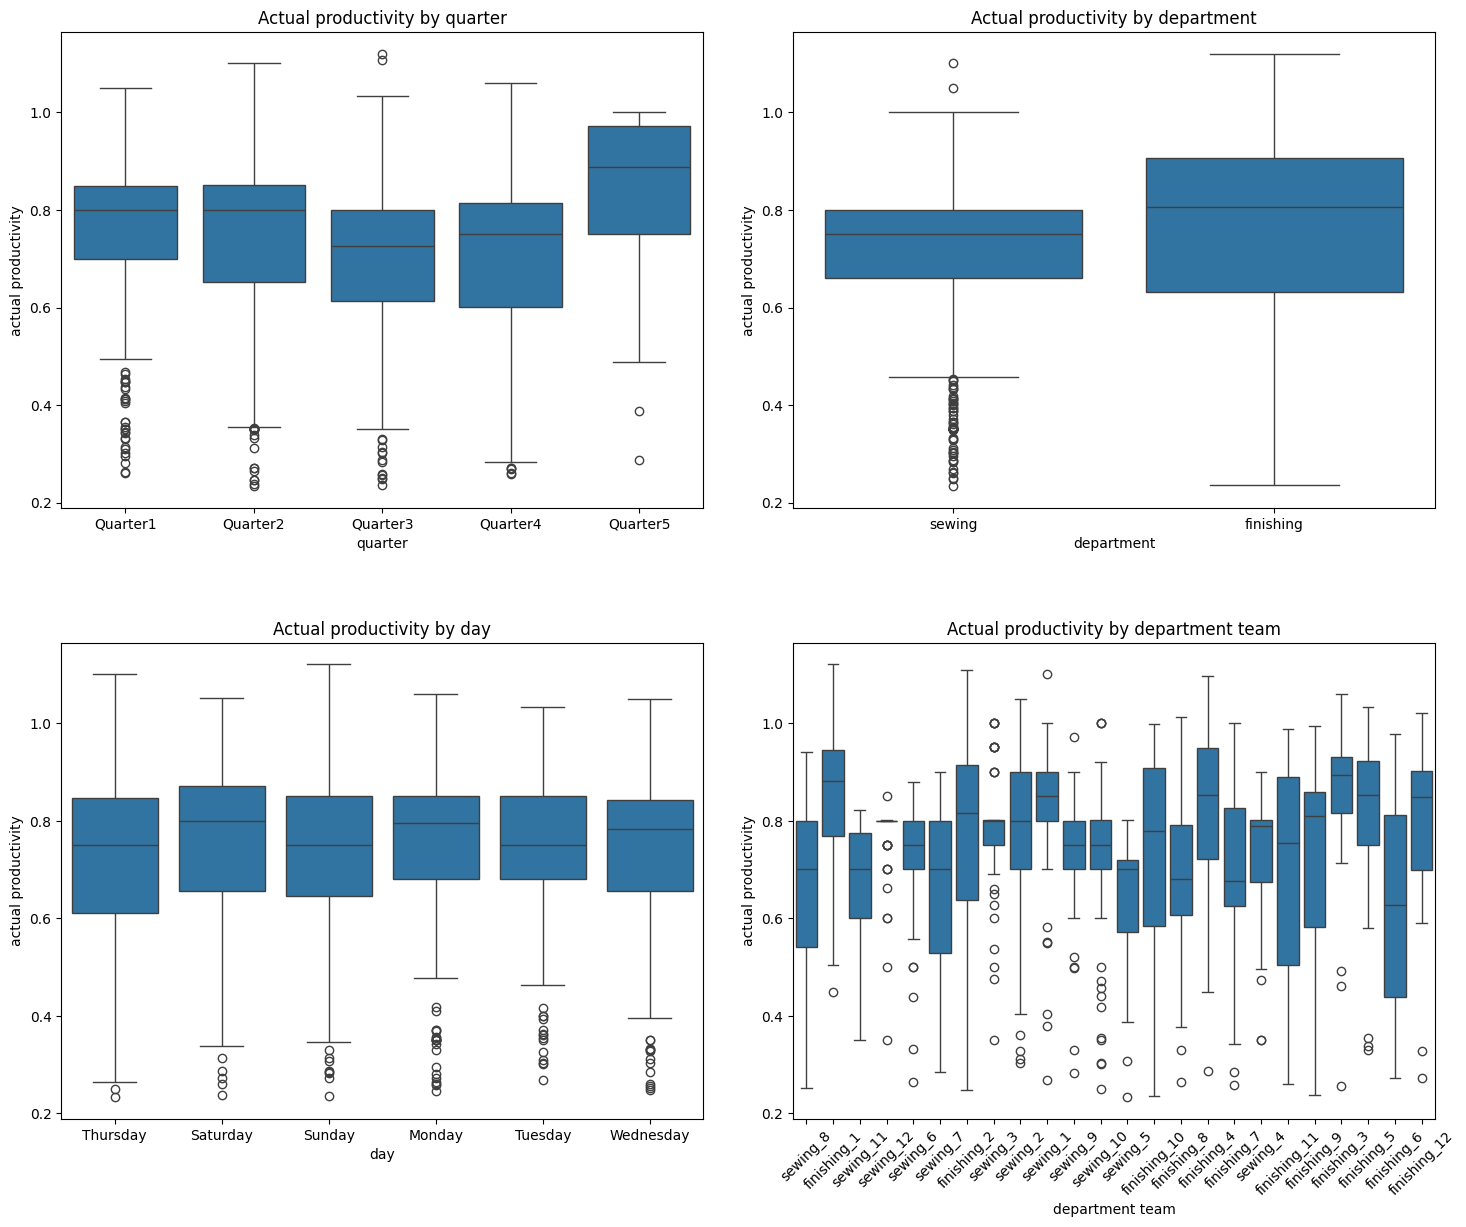 Actual productivity by quarter
actual productivity
1.0
0.8
0.6
0.4
0.2
Quarter1 Quarter2 Quarter3 Quarter4 Quarter5
quarter
Actual productivity by department
actual productivity
1.0
0.8
0.6
0.4
0.2
sewing finishing
department
Actual productivity by day
actual productivity
1.0
0.8
0.6
0.4
0.2
Thursday Saturday Sunday Monday Tuesday Wednesday
day
Actual productivity by department team
actual productivity
1.0
0.8
0.6
0.4
0.2
sewing_8 finishing_1 sewing_11 sewing_12 sewing_6 sewing_7 finishing_2 sewing_3 sewing_2 sewing_1 sewing_9 sewing_10 sewing_5 finishing_10 finishing_8 finishing_4 finishing_7 sewing_4 finishing_11 finishing_9 finishing_3 finishing_5 finishing_6 finishing_12
department team